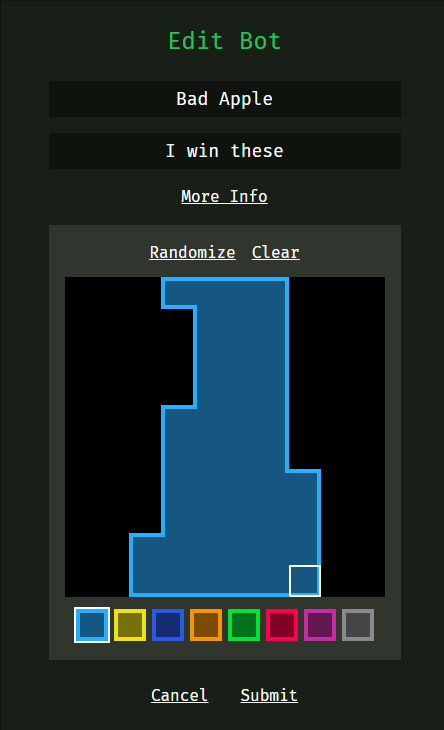 Edit Bot
Bad Apple
I win these
More Info
Randomize Clear
Cancel Submit